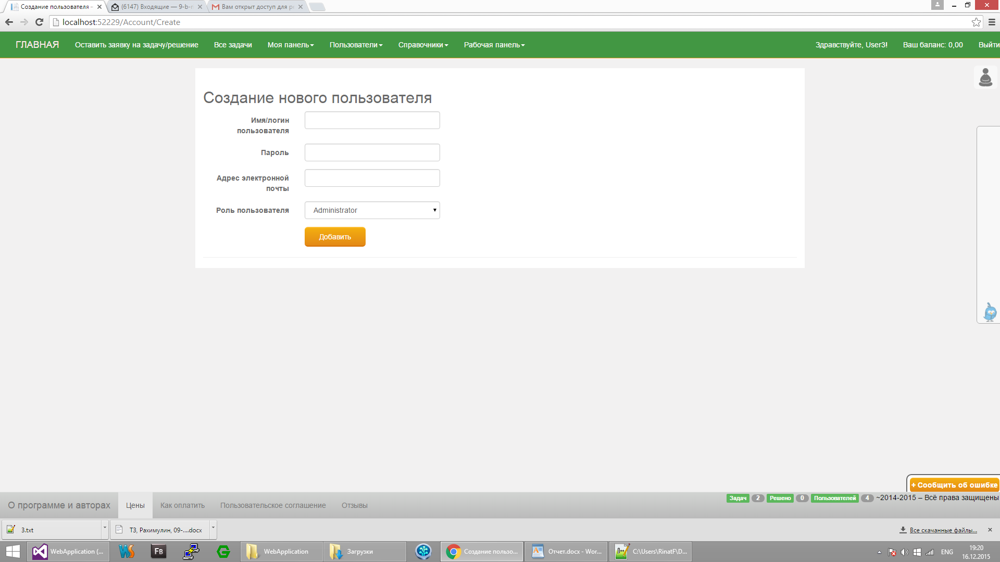 Создание пользователя –
(6147) Входящие — 9-b-
Вам открыт доступ для р
localhost:52229/Account/Create
ГЛАВНАЯ Оставить заявку на задачу/решение Все задачи Моя панель Пользователи Справочники Рабочая панель Здравствуйте, User3! Ваш баланс: 0,00 Выйти
Создание нового пользователя
Имя/логин
пользователя
Пароль
Адрес электронной
почты
Роль пользователя
Administrator
Добавить
+ Сообщить об ошибке
О программе и авторах Цены Как оплатить Пользовательское соглашение Отзывы
Задач 2 Решено 0 Пользователей 4 ~2014-2015 – Всё права защищены
3.txt
ТЗ, Рахимулин, 09-....docx
Все скачанные файлы...
WebApplication (...
FB
WebApplication
Загрузки
Создание пользо...
Отчет.docx - Wor...
C:\Users\RinatF\D...
ENG
19:20
16.12.2015